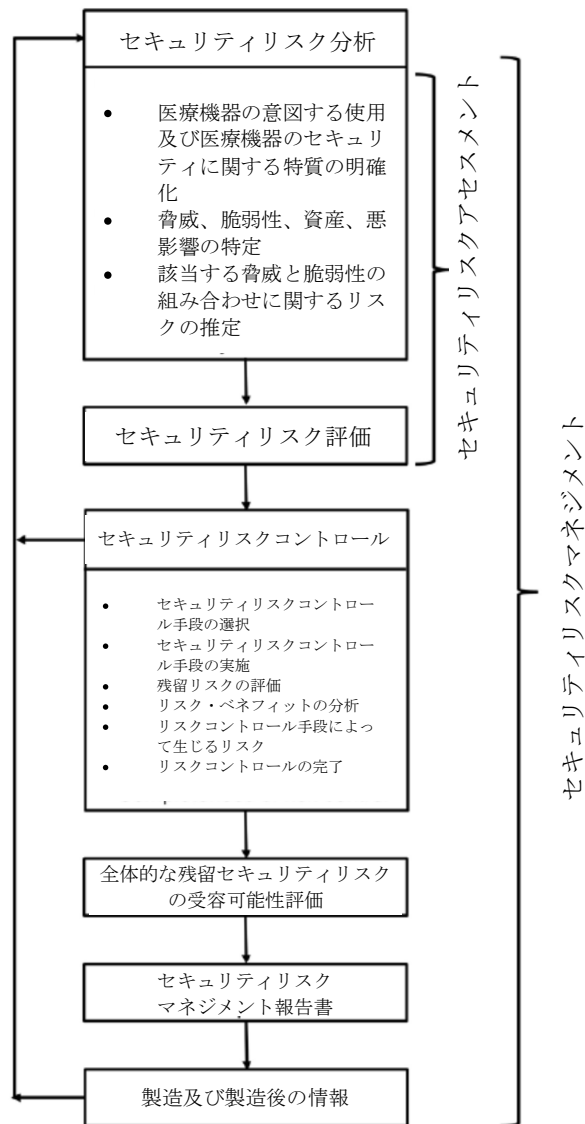 セキュリティリスク分析
• 医療機器の意図する使用
及び医療機器のセキュリ
ティに関する特質の明確
化
• 脅威、脆弱性、資産、悪
影響の特定
• 該当する脅威と脆弱性の
組み合わせに関するリス
クの推定
セキュリティリスク評価
セキュリティリスクアセスメント
セキュリティリスクコントロール
• セキュリティリスクコントロー
ル手段の選択
• セキュリティリスクコントロー
ル手段の実施
• 残留リスクの評価
• リスク・ベネフィットの分析
• リスクコントロール手段によっ
て生じるリスク
• リスクコントロールの完了
全体的な残留セキュリティリスク
の受容可能性評価
セキュリティリスク
マネジメント報告書
製造及び製造後の情報
セキュリティリスクマネジメント